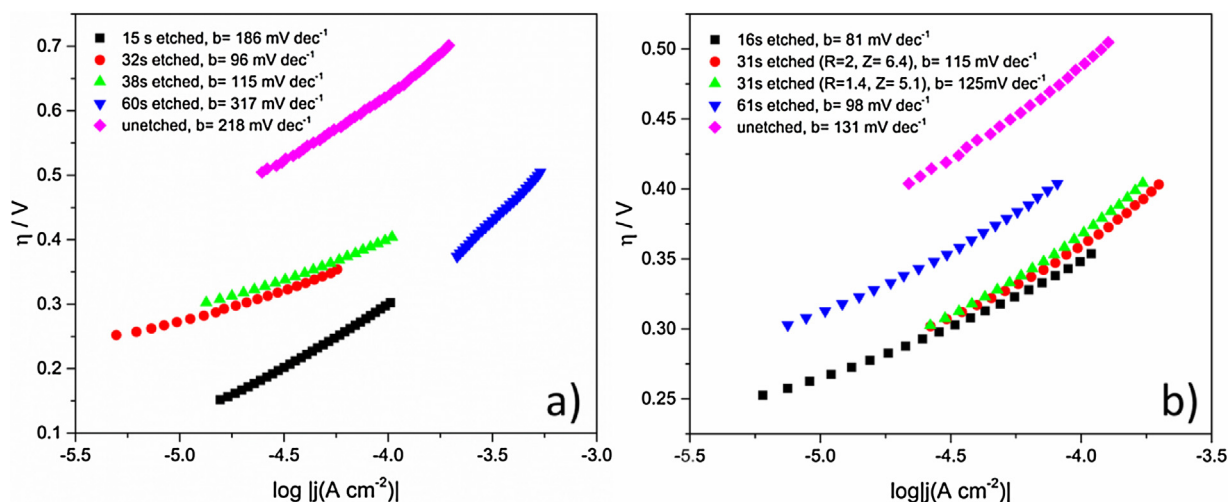 15 s etched, b= 186 mV dec⁻¹
32s etched, b= 96 mV dec⁻¹
38s etched, b= 115 mV dec⁻¹
60s etched, b= 317 mV dec⁻¹
unetched, b= 218 mV dec⁻¹
0.7
0.6
0.5
0.4
0.3
0.2
0.1
η / V
-5.5
-5.0
-4.5
-4.0
-3.5
-3.0
log |j(A cm⁻²)|
a)
16s etched, b= 81 mV dec⁻¹
31s etched (R=2, Z= 6.4), b= 115 mV dec⁻¹
31s etched (R=1.4, Z= 5.1), b= 125mV dec⁻¹
61s etched, b= 98 mV dec⁻¹
unetched, b= 131 mV dec⁻¹
0.50
0.45
0.40
0.35
0.30
0.25
η / V
-5.5
-5.0
-4.5
-4.0
-3.5
log|j(A cm⁻²)|
b)